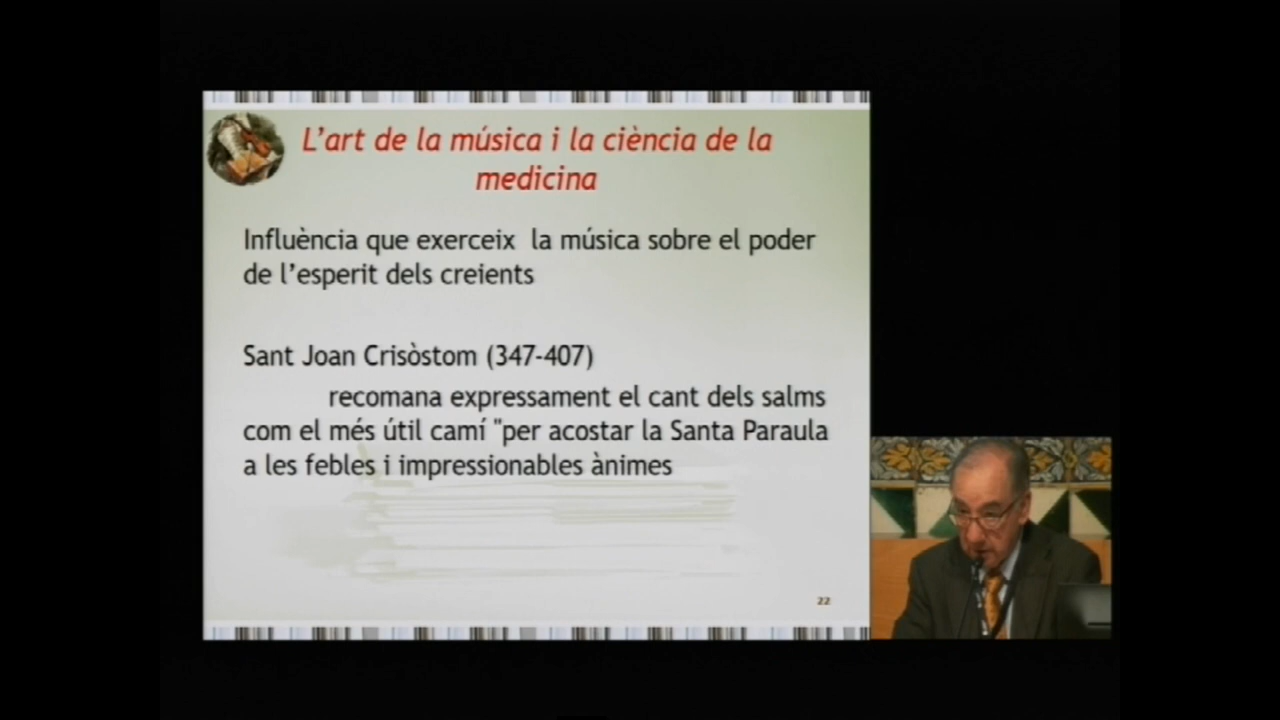 L'art de la música i la ciència de la
medicina
Influència que exerceix la música sobre el poder
de l'esperit dels creients
Sant Joan Crisòstom (347-407)
recomana expressament el cant dels salms
com el més útil camí "per acostar la Santa Paraula
a les febles i impressionables ànimes
22